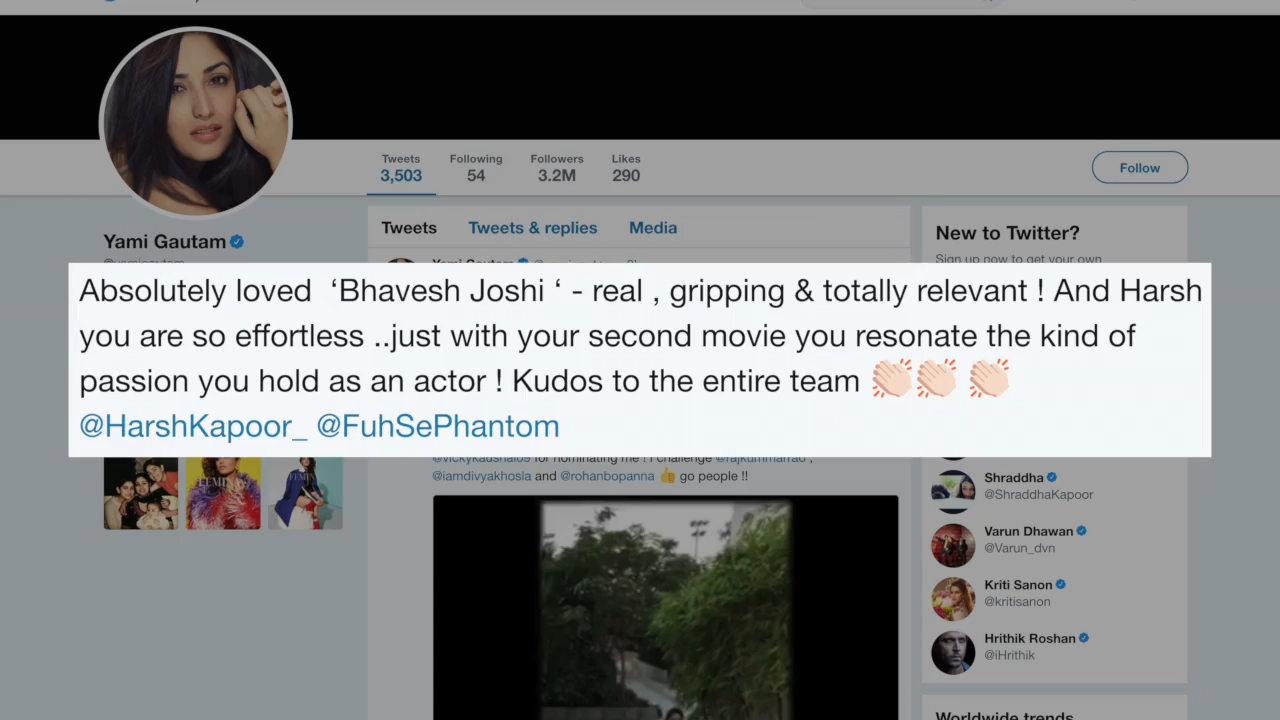 Tweets Following Followers Likes
3,503 54 3.2M 290
Follow
Yami Gautam
Tweets Tweets & replies Media
New to Twitter?
Sign up now to get your own
Absolutely loved ‘Bhavesh Joshi ‘ - real , gripping & totally relevant ! And Harsh
you are so effortless ..just with your second movie you resonate the kind of
passion you hold as an actor ! Kudos to the entire team 👏🏻👏🏻 👏🏻
@HarshKapoor_ @FuhSePhantom
for nominating me ! I challenge @rajkummarrao ,
@iamdivyakhosla and @rohanbopanna 👍 go people !!
FEMINA
Shraddha
@ShraddhaKapoor
Varun Dhawan
@Varun_dvn
Kriti Sanon
@kritisanon
Hrithik Roshan
@iHrithik
Worldwide trends